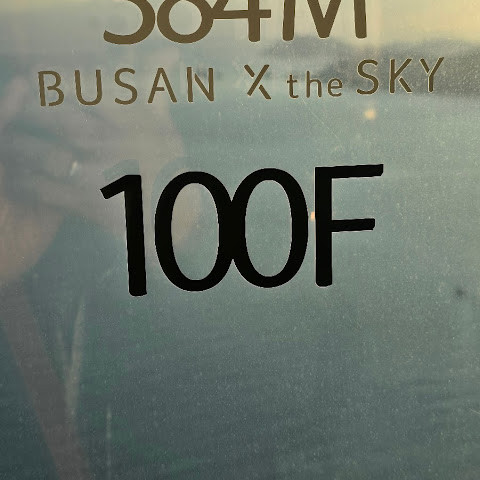 384M
BUSAN X the SKY
100F